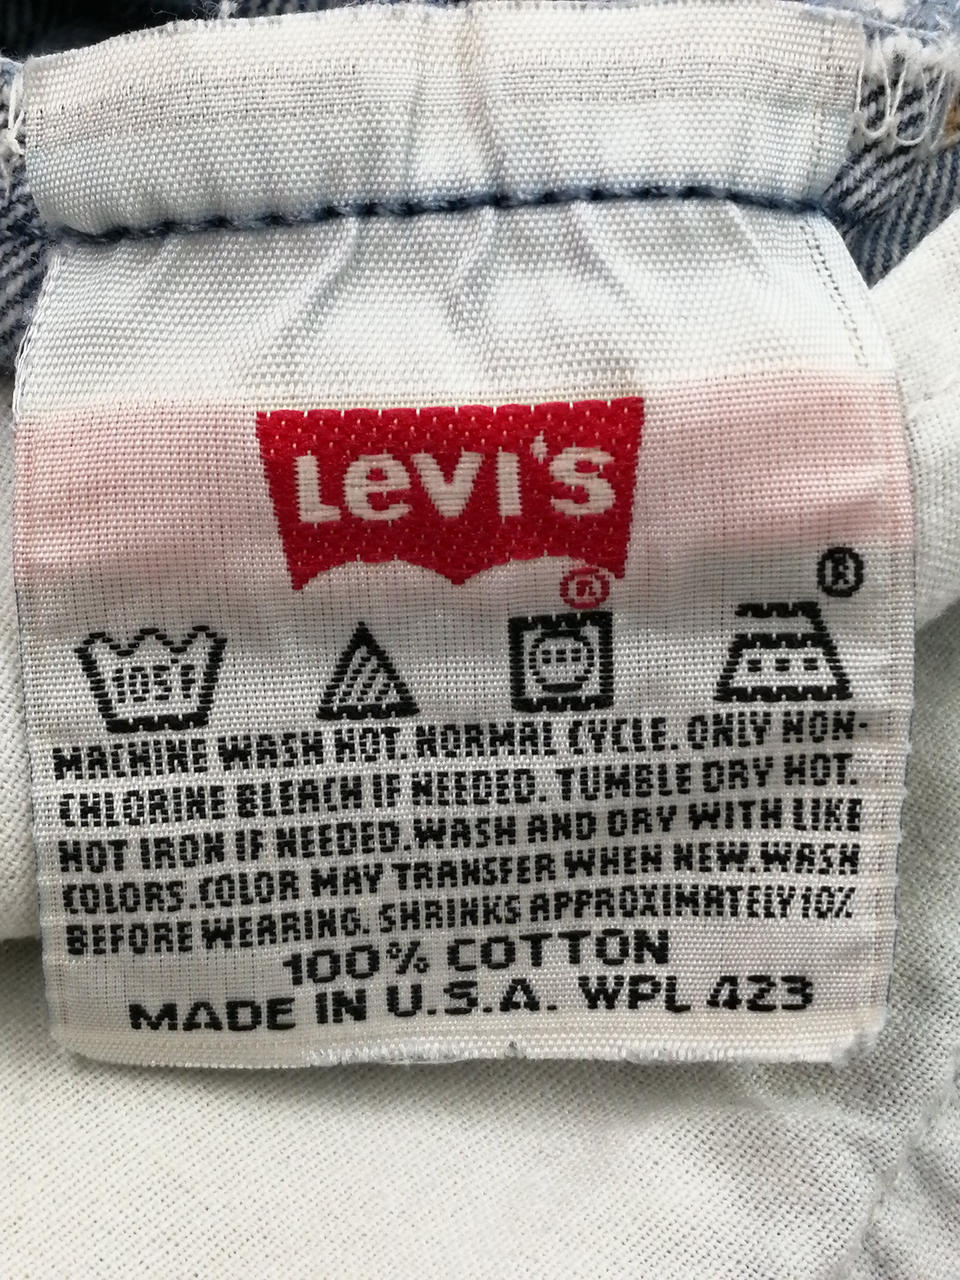 Levi's
®
®
105F
MACHINE WASH HOT. NORMAL CYCLE. ONLY NON-
CHLORINE BLEACH IF NEEDED. TUMBLE DRY HOT.
HOT IRON IF NEEDED. WASH AND DRY WITH LIKE
COLORS. COLOR MAY TRANSFER WHEN NEW. WASH
BEFORE WEARING. SHRINKS APPROXIMATELY 10%
100% COTTON
MADE IN U.S.A. WPL 423